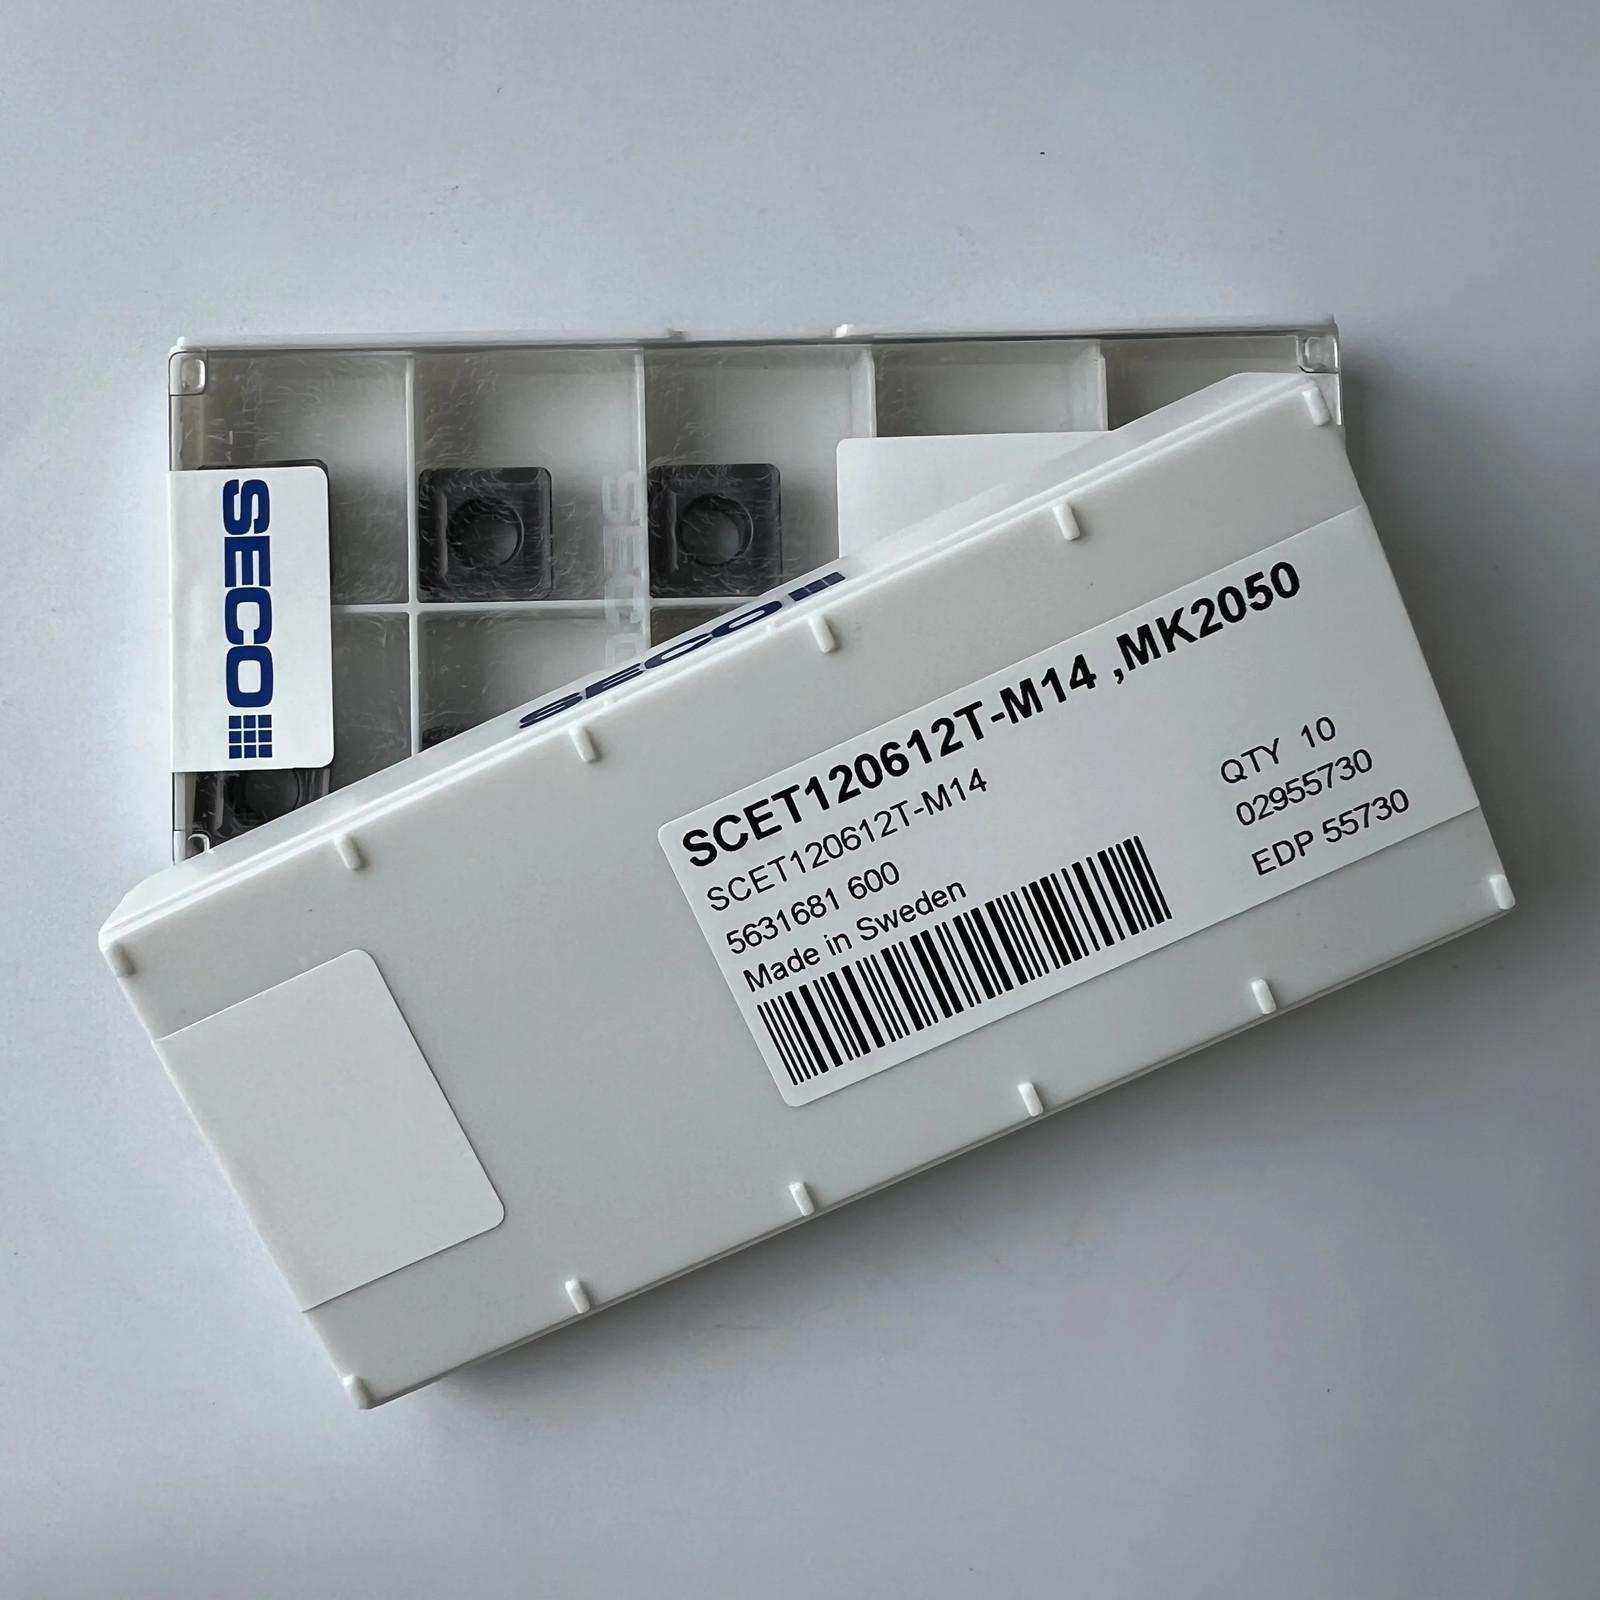 SECO
SECO
SECO
SCET120612T-M14 ,MK2050
SCET120612T-M14
5631681 600
Made in Sweden
QTY 10
02955730
EDP 55730